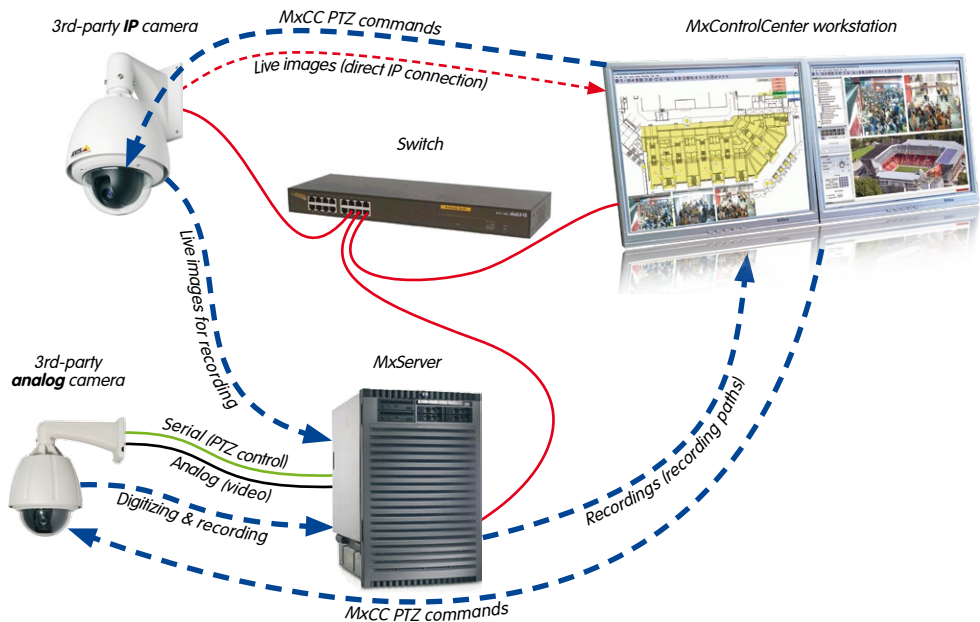 3rd-party IP camera
MxCC PTZ commands
MxControlCenter workstation
Live images (direct IP connection)
Switch
AXIS
Live images for recording
3rd-party
analog camera
MxServer
Serial (PTZ control)
Analog (video)
Digitizing & recording
Recordings (recording paths)
MxCC PTZ commands